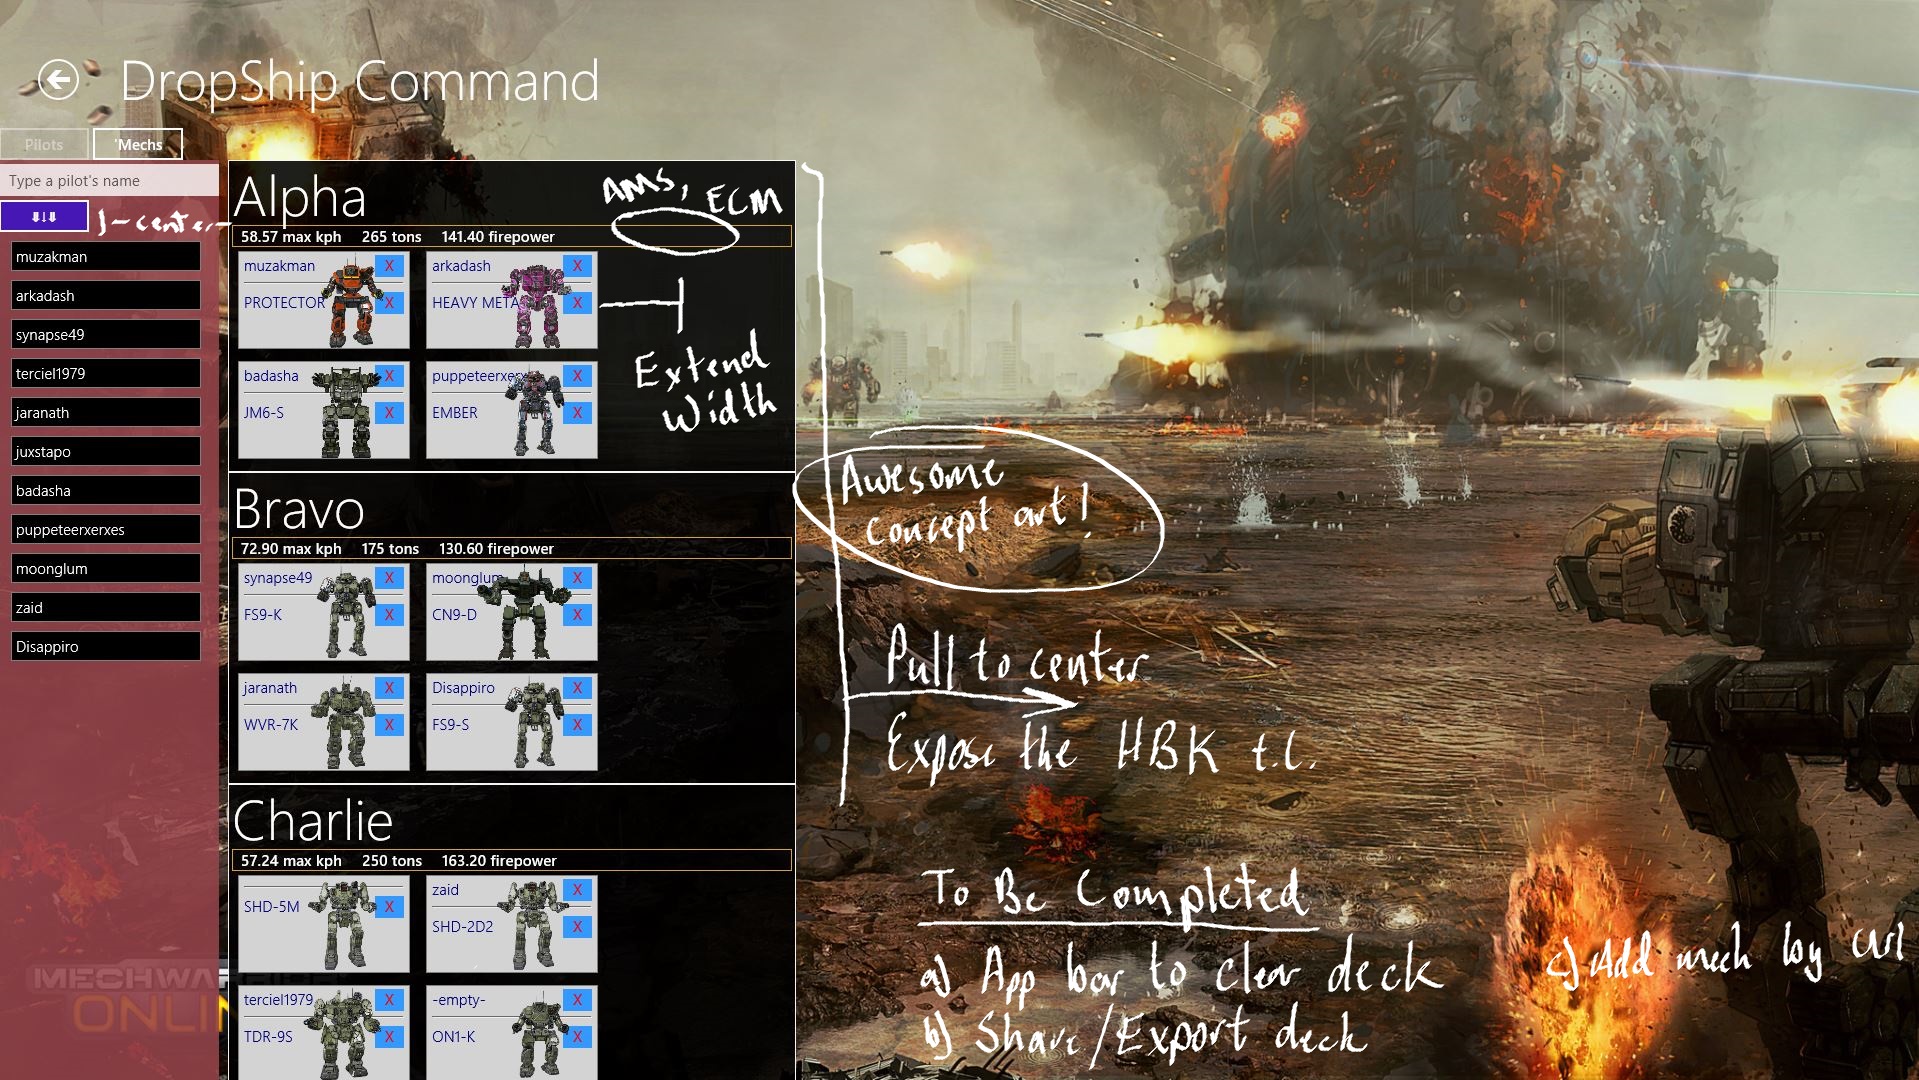 DropShip Command
Pilots
'Mechs
Type a pilot's name
⬇↓⬇
muzakman
arkadash
synapse49
terciel1979
jaranath
juxstapo
badasha
puppeteerxerxes
moonglum
zaid
Disappiro
Alpha
AMS, ECM
58.57 max kph 265 tons 141.40 firepower
muzakman X
PROTECTOR X
arkadash X
HEAVY META X
badasha X
JM6-S X
puppeteerxerx X
EMBER X
Extend
Width
Bravo
72.90 max kph 175 tons 130.60 firepower
synapse49 X
FS9-K X
moonglum X
CN9-D X
jaranath X
WVR-7K X
Disappiro X
FS9-S X
Charlie
57.24 max kph 250 tons 163.20 firepower
SHD-5M X
zaid X
SHD-2D2 X
terciel1979 X
TDR-9S X
-empty- X
ON1-K X
Awesome
concept art!
Pull to center
Expose the HBK t.c.
To Be Completed
a) App bar to clear deck
b) Share/Export deck
c) Add mech by Url
MECHWAR
ONLIN